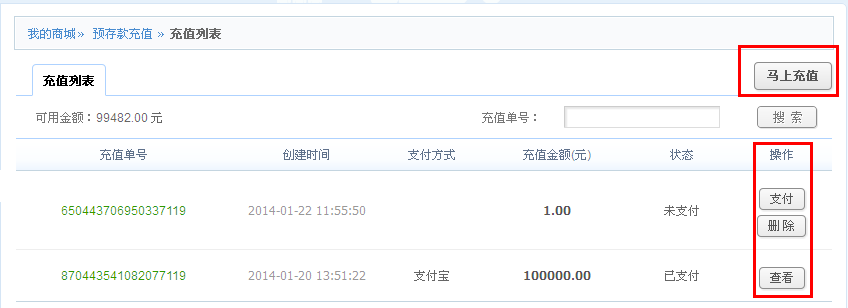 我的商城» 预存款充值 » 充值列表
充值列表 马上充值
可用金额：99482.00 元 充值单号： 搜 索
充值单号 创建时间 支付方式 充值金额(元) 状态 操作
650443706950337119 2014-01-22 11:55:50 1.00 未支付 支付
删 除
870443541082077119 2014-01-20 13:51:22 支付宝 100000.00 已支付 查看